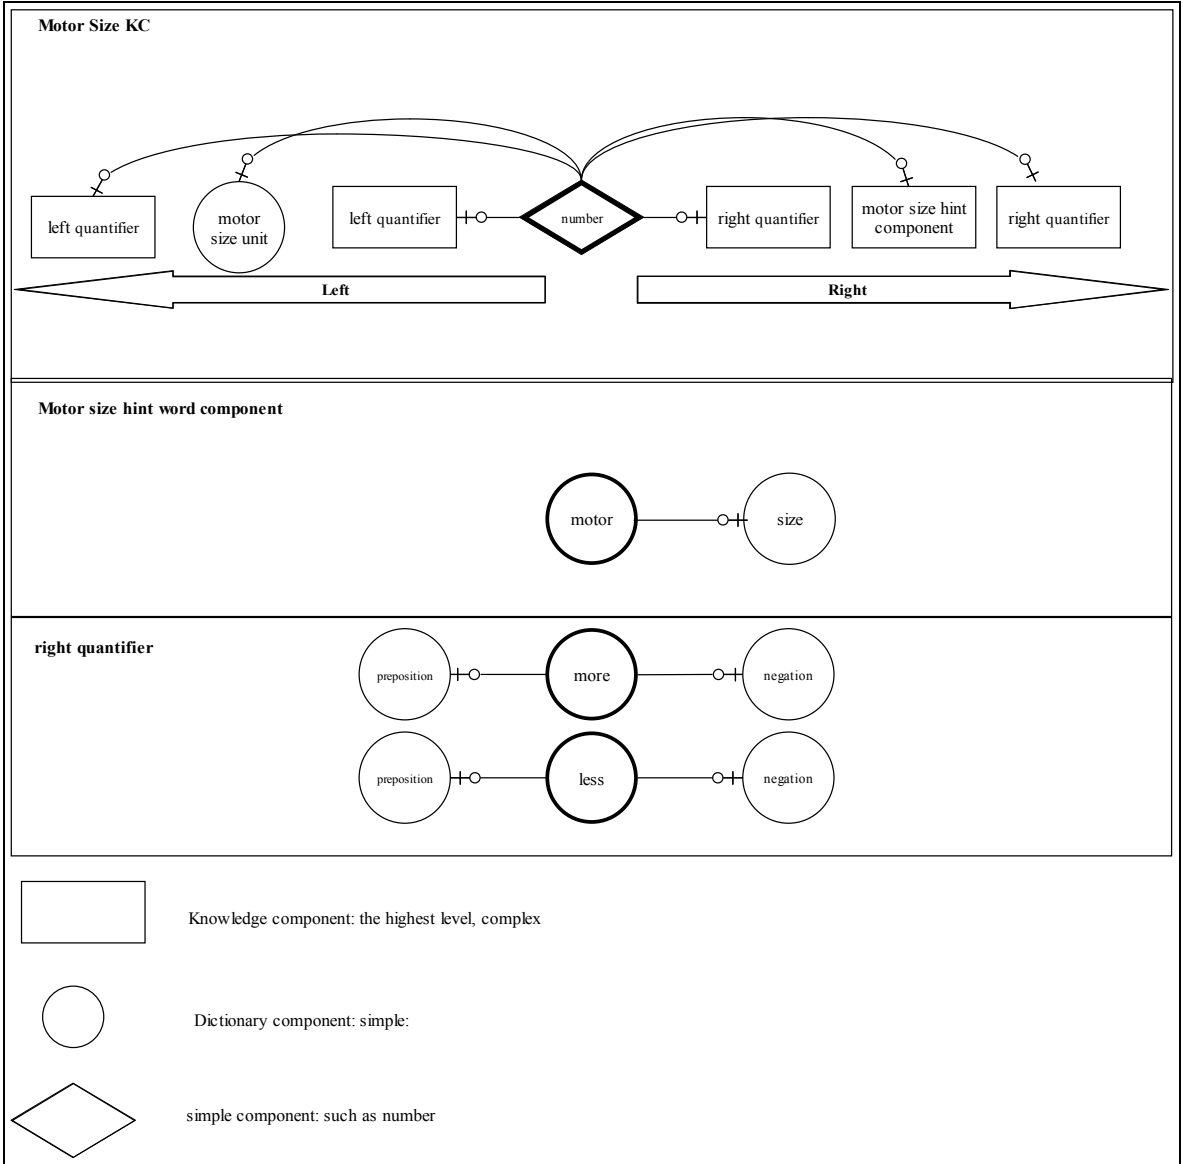 Motor Size KC
left quantifier
motor
size unit
left quantifier
number
right quantifier
motor size hint
component
right quantifier
Left
Right
Motor size hint word component
motor
size
right quantifier
preposition
more
negation
preposition
less
negation
Knowledge component: the highest level, complex
Dictionary component: simple:
simple component: such as number